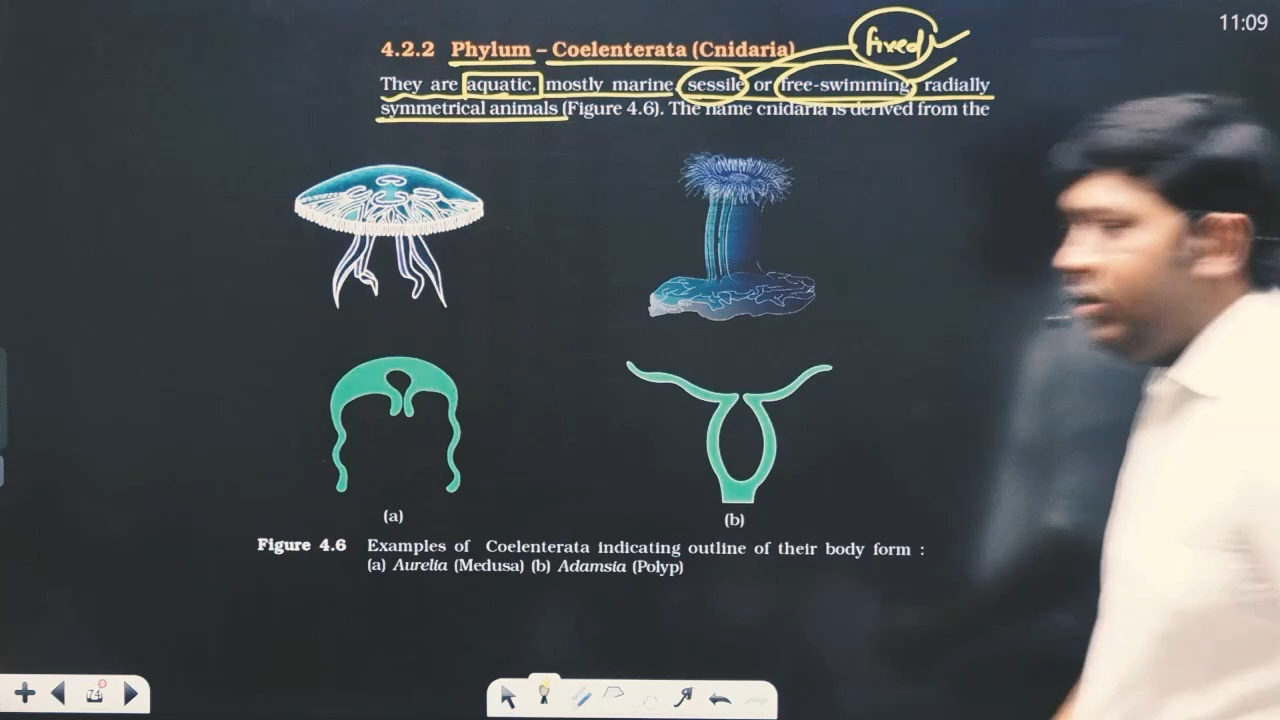 11:09
fixed
4.2.2 Phylum – Coelenterata (Cnidaria)
They are aquatic, mostly marine, sessile or free-swimming, radially
symmetrical animals (Figure 4.6). The name cnidaria is derived from the
(a)
(b)
Figure 4.6 Examples of Coelenterata indicating outline of their body form :
(a) Aurelia (Medusa) (b) Adamsia (Polyp)
74